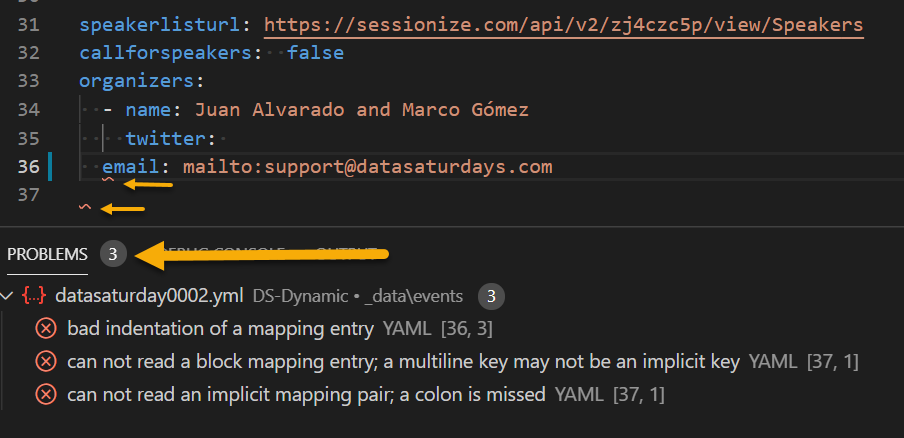 31 speakerlisturl: https://sessionize.com/api/v2/zj4czc5p/view/Speakers
32 callforspeakers: false
33 organizers:
34 - name: Juan Alvarado and Marco Gómez
35 twitter:
36 email: mailto:support@datasaturdays.com
37
PROBLEMS 3 DEBUG CONSOLE OUTPUT
{..} datasaturday0002.yml DS-Dynamic • _data\events 3
bad indentation of a mapping entry YAML [36, 3]
can not read a block mapping entry; a multiline key may not be an implicit key YAML [37, 1]
can not read an implicit mapping pair; a colon is missed YAML [37, 1]